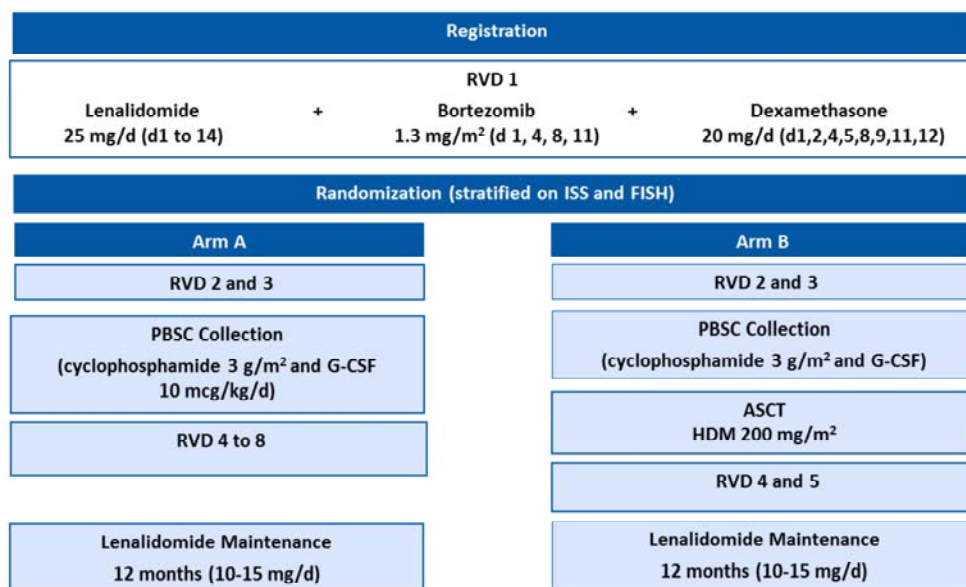 Registration
RVD 1
Lenalidomide + Bortezomib + Dexamethasone
25 mg/d (d1 to 14) 1.3 mg/m² (d 1, 4, 8, 11) 20 mg/d (d1,2,4,5,8,9,11,12)
Randomization (stratified on ISS and FISH)
Arm A
RVD 2 and 3
PBSC Collection
(cyclophosphamide 3 g/m² and G-CSF
10 mcg/kg/d)
RVD 4 to 8
Lenalidomide Maintenance
12 months (10-15 mg/d)
Arm B
RVD 2 and 3
PBSC Collection
(cyclophosphamide 3 g/m² and G-CSF)
ASCT
HDM 200 mg/m²
RVD 4 and 5
Lenalidomide Maintenance
12 months (10-15 mg/d)